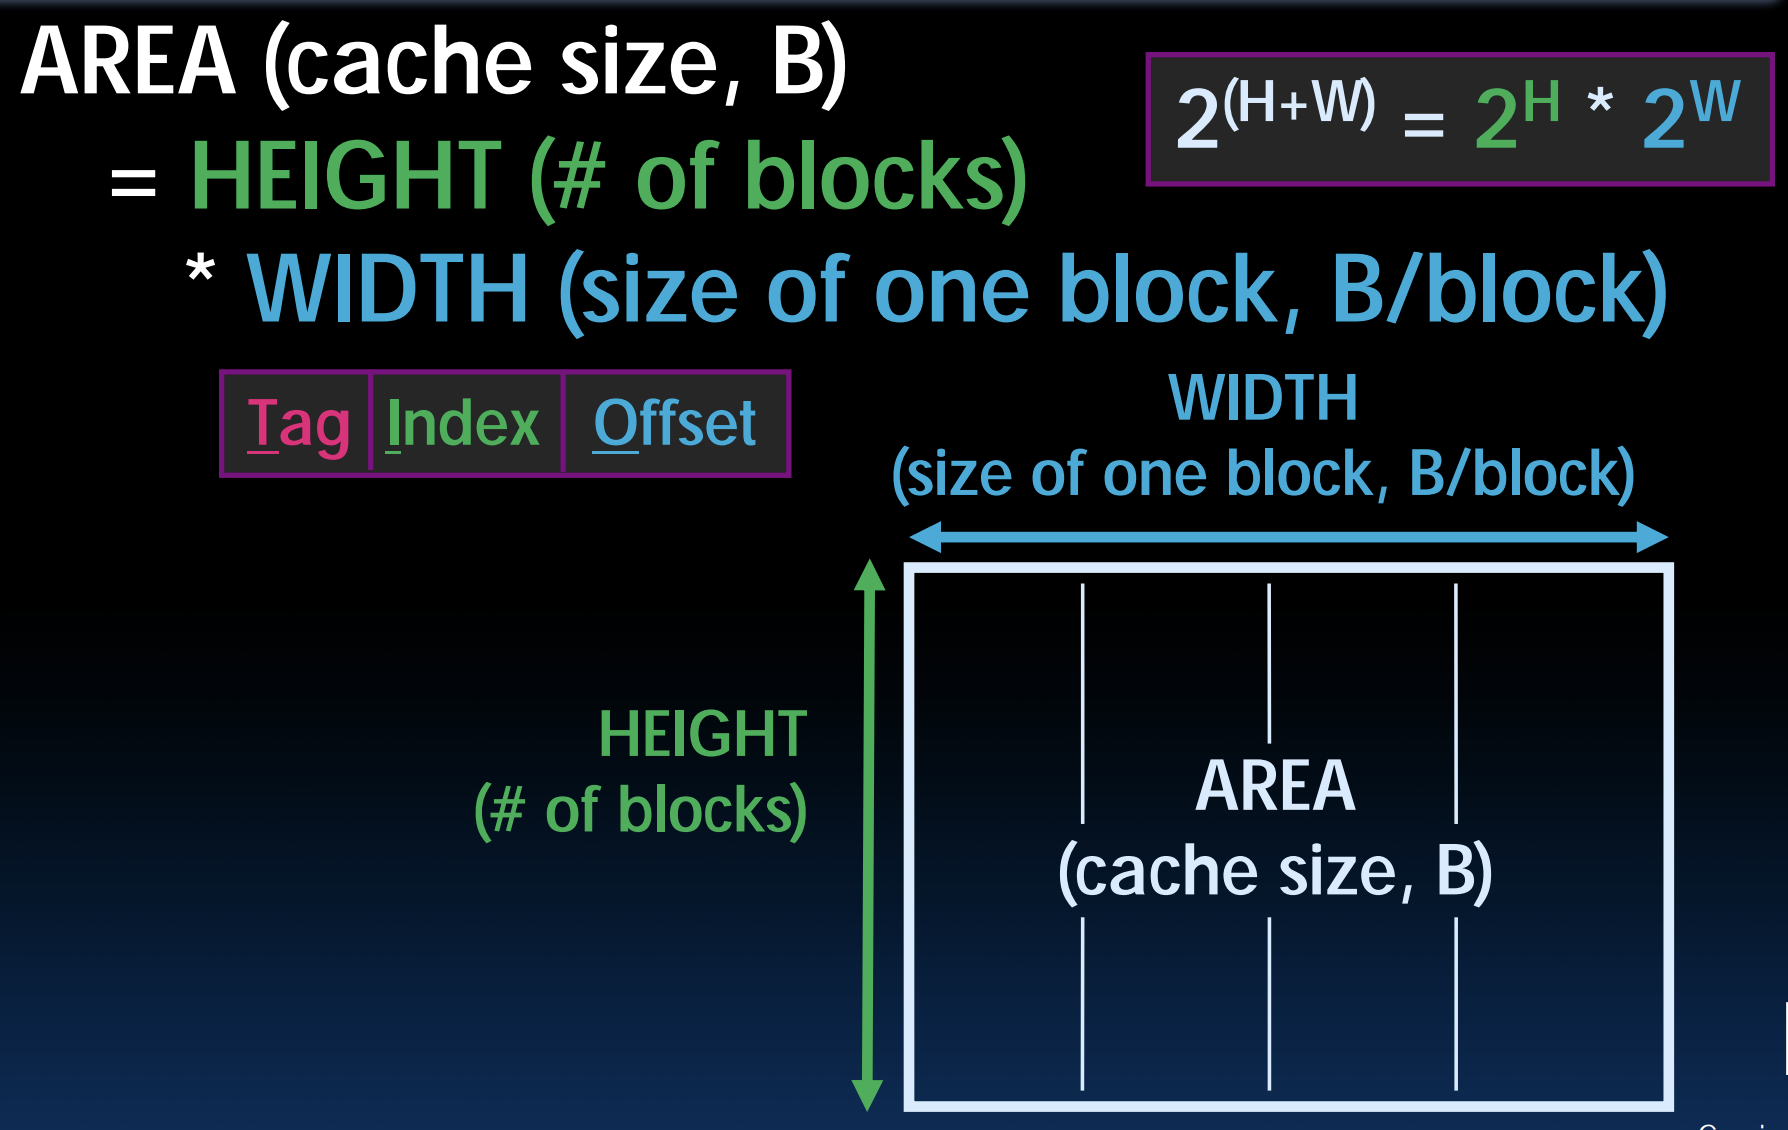 AREA (cache size, B)
2^(H+W) = 2^H * 2^W
= HEIGHT (# of blocks)
* WIDTH (size of one block, B/block)
Tag Index Offset
WIDTH
(size of one block, B/block)
HEIGHT
(# of blocks)
AREA
(cache size, B)